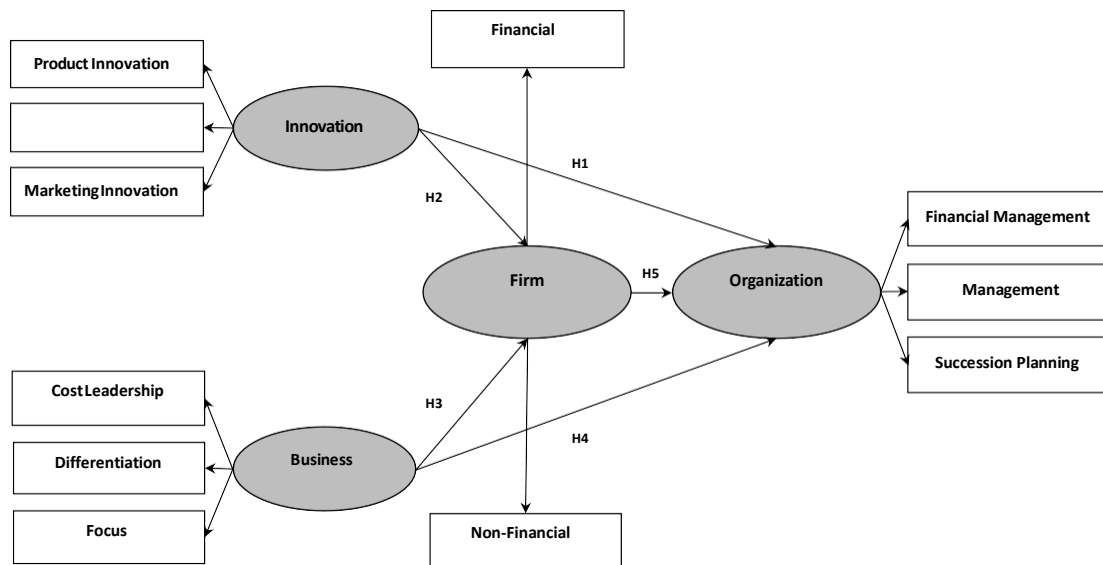 Financial
Product Innovation
Innovation
Marketing Innovation
H1
H2
Financial Management
Firm
H5
Organization
Management
Succession Planning
Cost Leadership
H3
H4
Differentiation
Business
Focus
Non-Financial